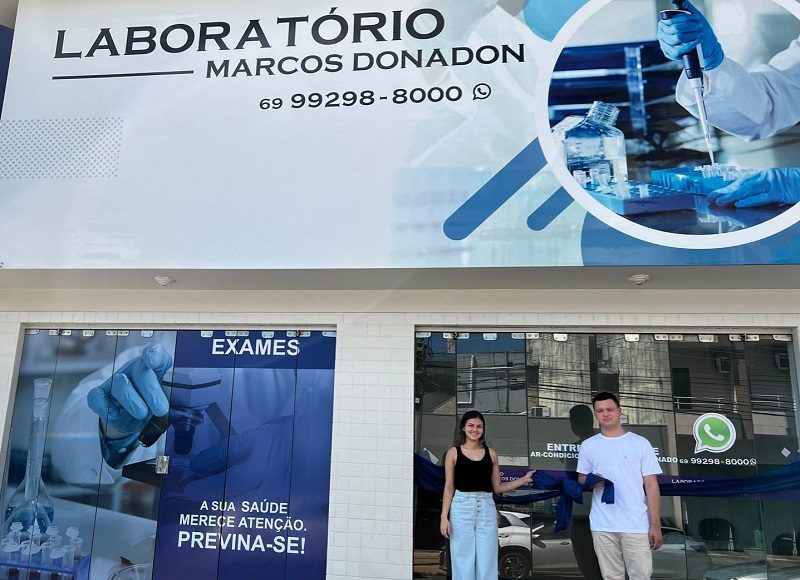 LABORATÓRIO
MARCOS DONADON
69 99298-8000
EXAMES
A SUA SAÚDE
MERECE ATENÇÃO.
PREVINA-SE!
ENTRE
AR-CONDICIO NADO
69 99298-8000